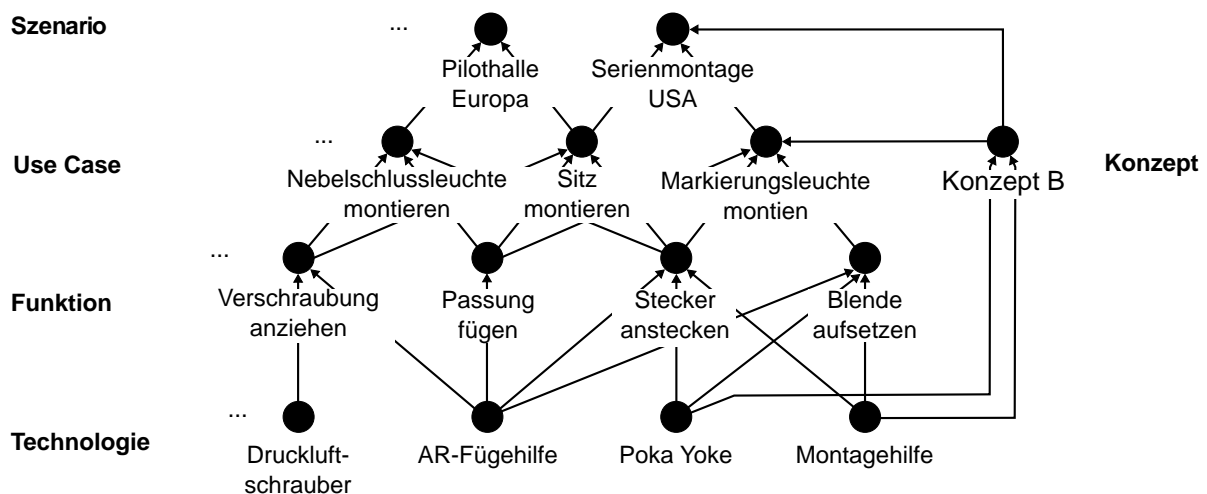 Szenario
...
Pilothalle
Europa
Serienmontage
USA
Use Case
...
Nebelschlussleuchte
montieren
Sitz
montieren
Markierungsleuchte
montien
Konzept B
Konzept
Funktion
...
Verschraubung
anziehen
Passung
fügen
Stecker
anstecken
Blende
aufsetzen
Technologie
...
Druckluft-
schrauber
AR-Fügehilfe
Poka Yoke
Montagehilfe